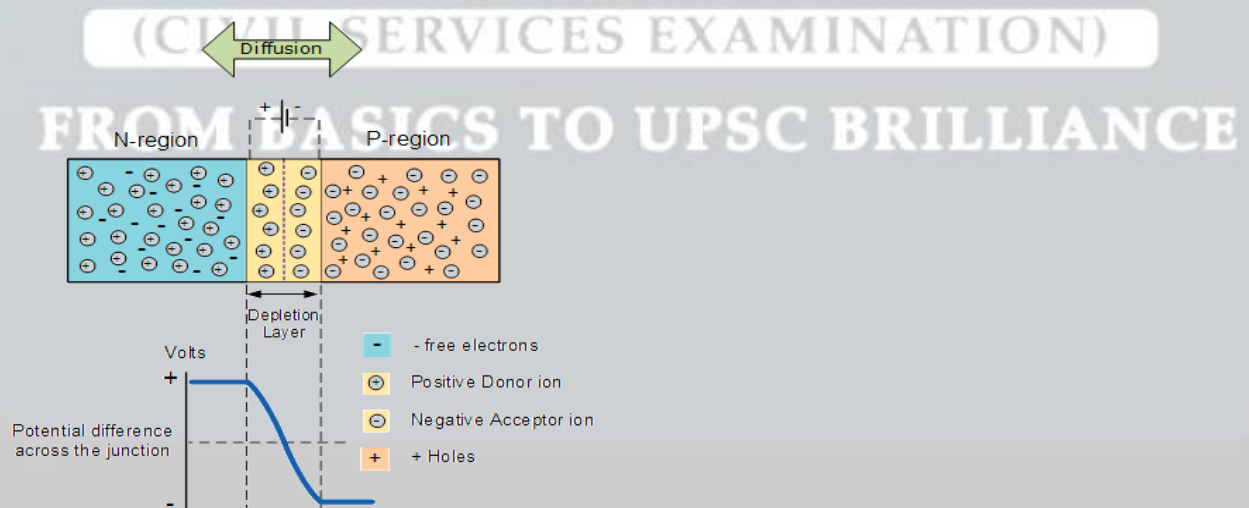 (CIVIL SERVICES EXAMINATION)
Diffusion
FROM BASICS TO UPSC BRILLIANCE
+ -
N-region P-region
Depletion
Layer
Volts
+
Potential difference
across the junction
-
- - free electrons
+ Positive Donor ion
- Negative Acceptor ion
+ + Holes